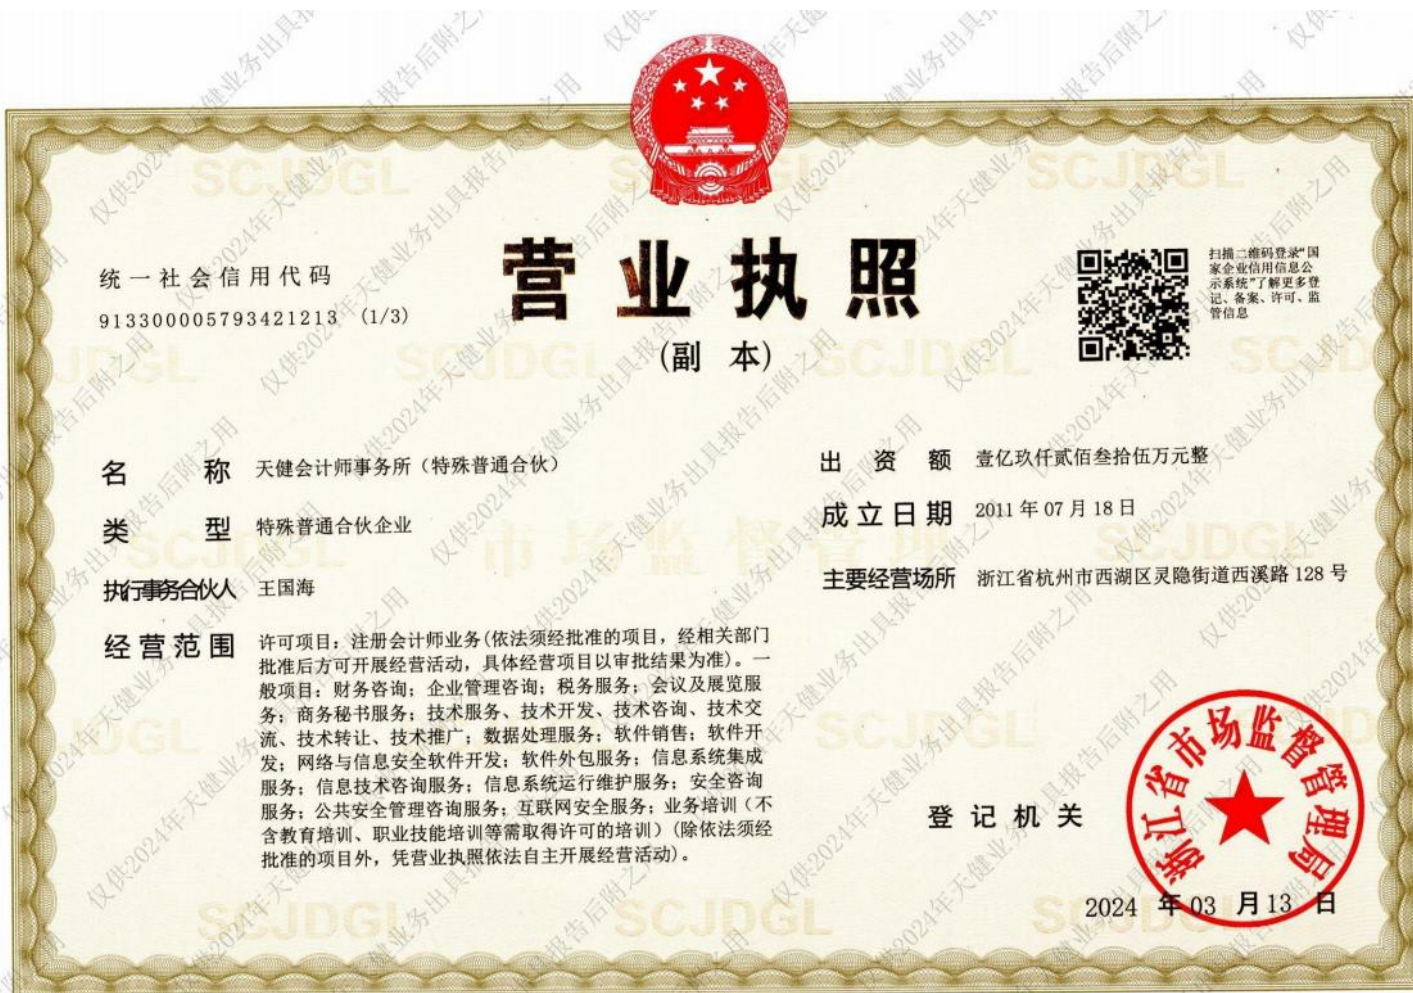 营业执照
(副 本)
统一社会信用代码
913300005793421213 (1/3)
扫描二维码登录“国
家企业信用信息公
示系统”了解更多登
记、备案、许可、监
管信息
名 称 天健会计师事务所（特殊普通合伙）
类 型 特殊普通合伙企业
执行事务合伙人 王国海
经营范围 许可项目：注册会计师业务(依法须经批准的项目，经相关部门
批准后方可开展经营活动，具体经营项目以审批结果为准)。一
般项目：财务咨询；企业管理咨询；税务服务；会议及展览服
务；商务秘书服务；技术服务、技术开发、技术咨询、技术交
流、技术转让、技术推广；数据处理服务；软件销售；软件开
发；网络与信息安全软件开发；软件外包服务；信息系统集成
服务；信息技术咨询服务；信息系统运行维护服务；安全咨询
服务；公共安全管理咨询服务；互联网安全服务；业务培训（不
含教育培训、职业技能培训等需取得许可的培训）(除依法须经
批准的项目外，凭营业执照依法自主开展经营活动)。
出 资 额 壹亿玖仟贰佰叁拾伍万元整
成立日期 2011 年 07 月 18 日
主要经营场所 浙江省杭州市西湖区灵隐街道西溪路 128 号
登记机关
浙江省市场监督管理局
2024 年 03 月 13 日
仅供2024年天健业务出具报告后附之用
SCJDGL
市场监督管理